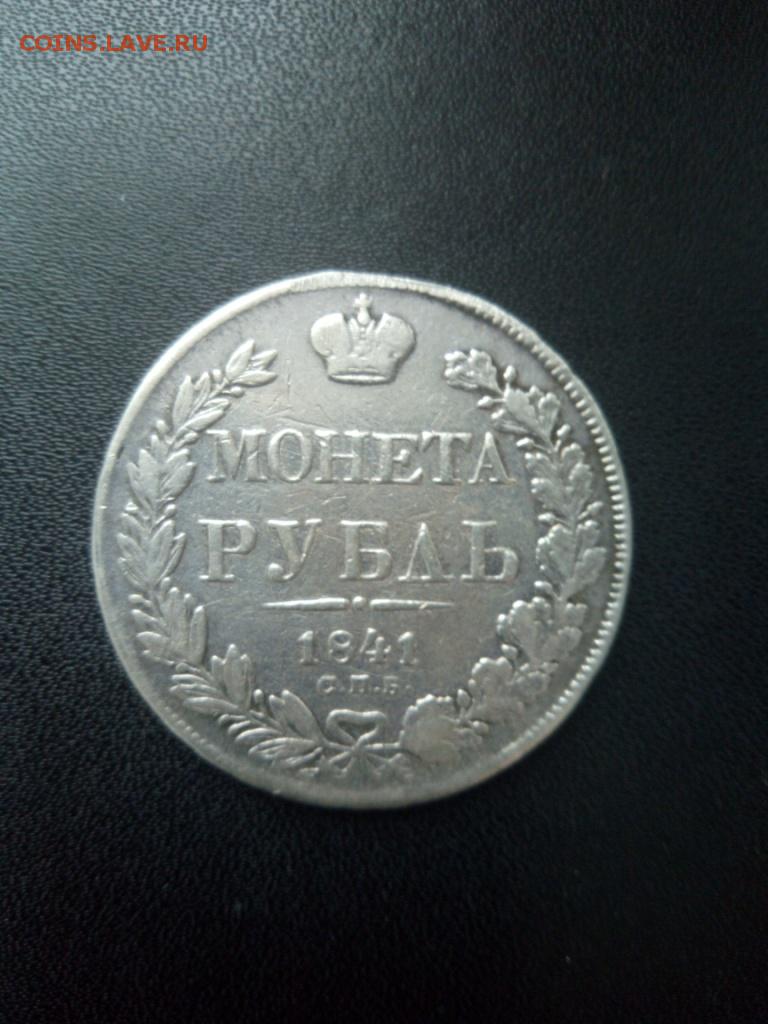 COINS.LAVE.RU
МОНЕТА
РУБЛЬ
1841
С.П.Б.